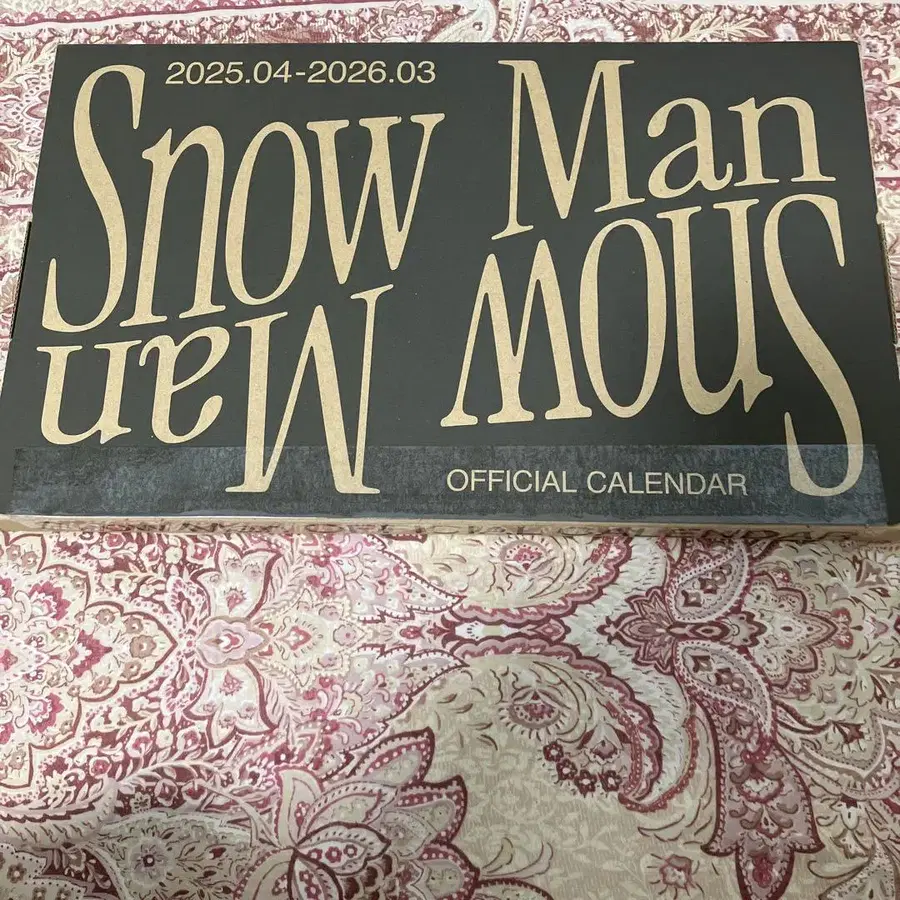 2025.04-2026.03
Snow Man
Snow Man
OFFICIAL CALENDAR